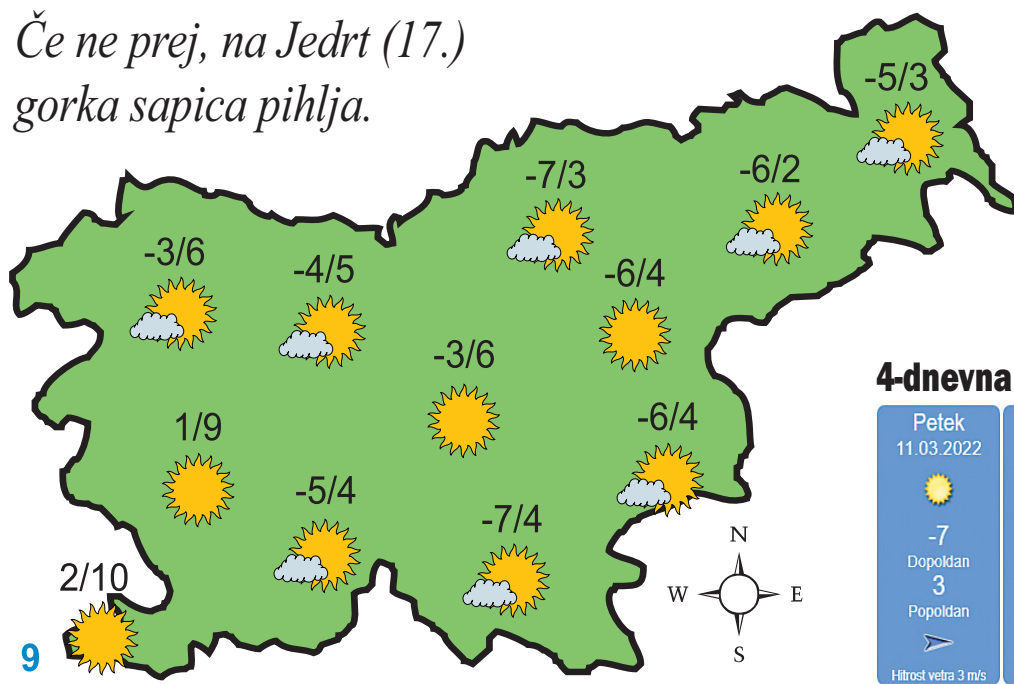 Če ne prej, na Jedrt (17.)
gorka sapica pihlja.
-5/3
-7/3
-6/2
-3/6
-4/5
-6/4
-3/6
1/9
-6/4
-5/4
-7/4
2/10
9
N
W E
S
4-dnevna
Petek
11.03.2022
-7
Dopoldan
3
Popoldan
Hitrost vetra 3 m/s